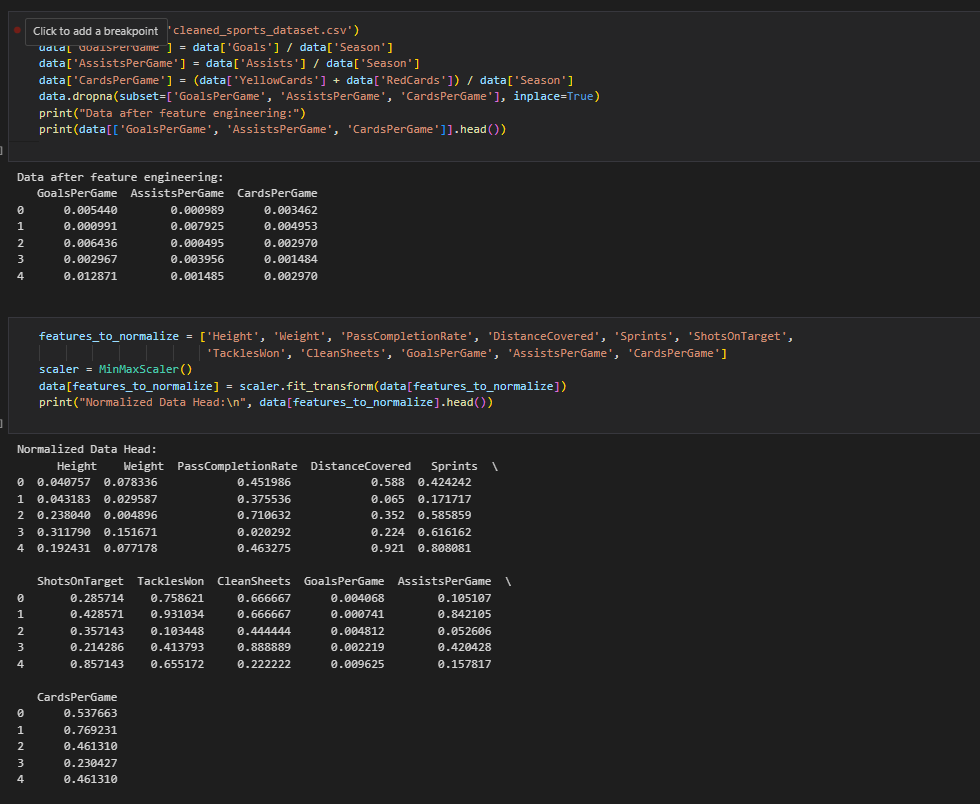 Click to add a breakpoint 'cleaned_sports_dataset.csv')
data['GoalsPerGame'] = data['Goals'] / data['Season']
data['AssistsPerGame'] = data['Assists'] / data['Season']
data['CardsPerGame'] = (data['YellowCards'] + data['RedCards']) / data['Season']
data.dropna(subset=['GoalsPerGame', 'AssistsPerGame', 'CardsPerGame'], inplace=True)
print("Data after feature engineering:")
print(data[['GoalsPerGame', 'AssistsPerGame', 'CardsPerGame']].head())
]
Data after feature engineering:
   GoalsPerGame  AssistsPerGame  CardsPerGame
0      0.005440        0.000989      0.003462
1      0.000991        0.007925      0.004953
2      0.006436        0.000495      0.002970
3      0.002967        0.003956      0.001484
4      0.012871        0.001485      0.002970
features_to_normalize = ['Height', 'Weight', 'PassCompletionRate', 'DistanceCovered', 'Sprints', 'ShotsOnTarget',
                         'TacklesWon', 'CleanSheets', 'GoalsPerGame', 'AssistsPerGame', 'CardsPerGame']
scaler = MinMaxScaler()
data[features_to_normalize] = scaler.fit_transform(data[features_to_normalize])
print("Normalized Data Head:\n", data[features_to_normalize].head())
]
Normalized Data Head:
      Height    Weight  PassCompletionRate  DistanceCovered   Sprints  \
0  0.040757  0.078336            0.451986            0.588  0.424242
1  0.043183  0.029587            0.375536            0.065  0.171717
2  0.238040  0.004896            0.710632            0.352  0.585859
3  0.311790  0.151671            0.020292            0.224  0.616162
4  0.192431  0.077178            0.463275            0.921  0.808081
   ShotsOnTarget  TacklesWon  CleanSheets  GoalsPerGame  AssistsPerGame  \
0       0.285714    0.758621     0.666667      0.004068        0.105107
1       0.428571    0.931034     0.666667      0.000741        0.842105
2       0.357143    0.103448     0.444444      0.004812        0.052606
3       0.214286    0.413793     0.888889      0.002219        0.420428
4       0.857143    0.655172     0.222222      0.009625        0.157817
   CardsPerGame
0      0.537663
1      0.769231
2      0.461310
3      0.230427
4      0.461310